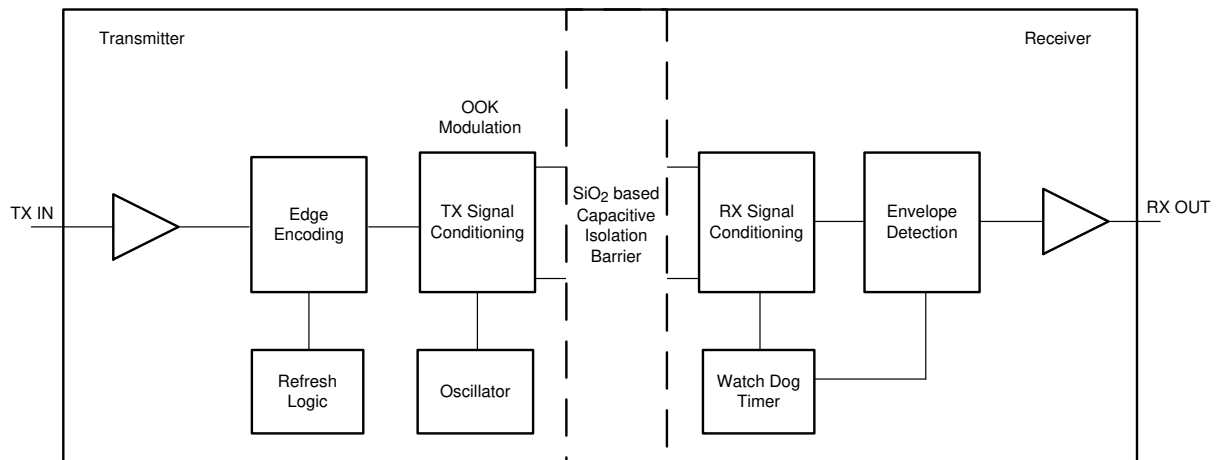 Transmitter
Receiver
OOK
Modulation
TX IN
Edge
Encoding
TX Signal
Conditioning
SiO2 based
Capacitive
Isolation
Barrier
RX Signal
Conditioning
Envelope
Detection
RX OUT
Refresh
Logic
Oscillator
Watch Dog
Timer